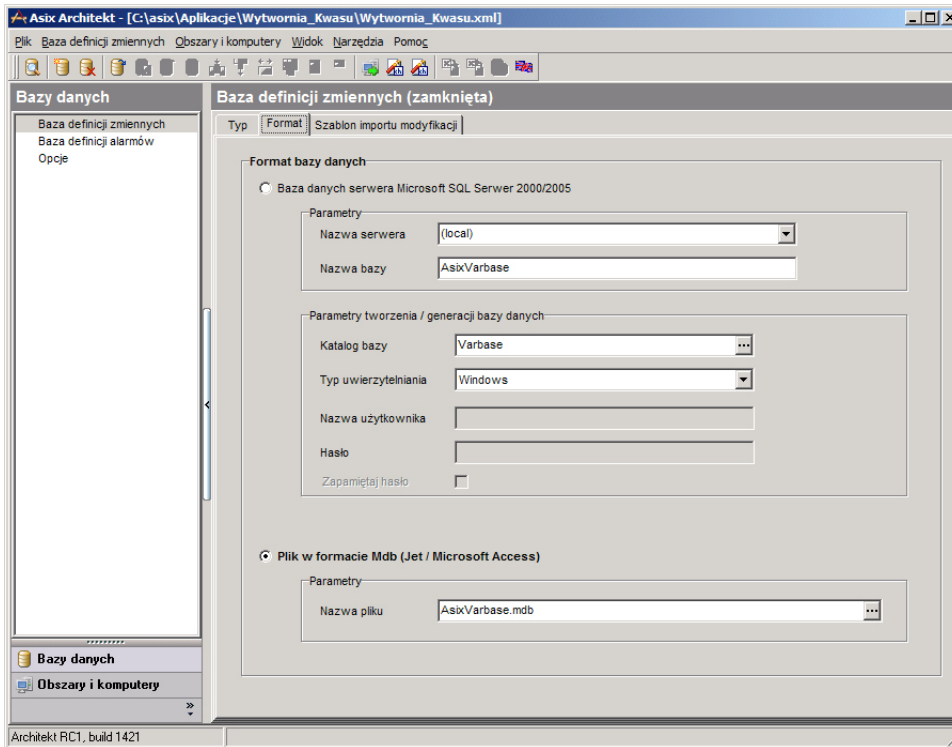 Asix Architekt - [C:\asix\Aplikacje\Wytwornia_Kwasu\Wytwornia_Kwasu.xml]
Plik Baza definicji zmiennych Obszary i komputery Widok Narzędzia Pomoc
Bazy danych
Baza definicji zmiennych
Baza definicji alarmów
Opcje
Baza definicji zmiennych (zamknięta)
Typ Format Szablon importu modyfikacji
Format bazy danych
Baza danych serwera Microsoft SQL Serwer 2000/2005
Parametry
Nazwa serwera (local)
Nazwa bazy AsixVarbase
Parametry tworzenia / generacji bazy danych
Katalog bazy Varbase ...
Typ uwierzytelniania Windows
Nazwa użytkownika
Hasło
Zapamiętaj hasło
Plik w formacie Mdb (Jet / Microsoft Access)
Parametry
Nazwa pliku AsixVarbase.mdb ...
Bazy danych
Obszary i komputery
Architekt RC1, build 1421